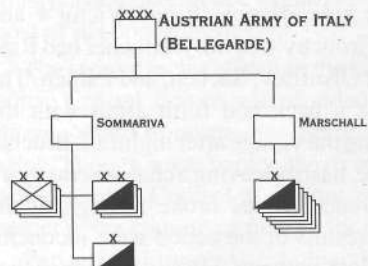 XXXX
AUSTRIAN ARMY OF ITALY
(BELLEGARDE)
SOMMARIVA
MARSCHALL
X X
X X
X X
X